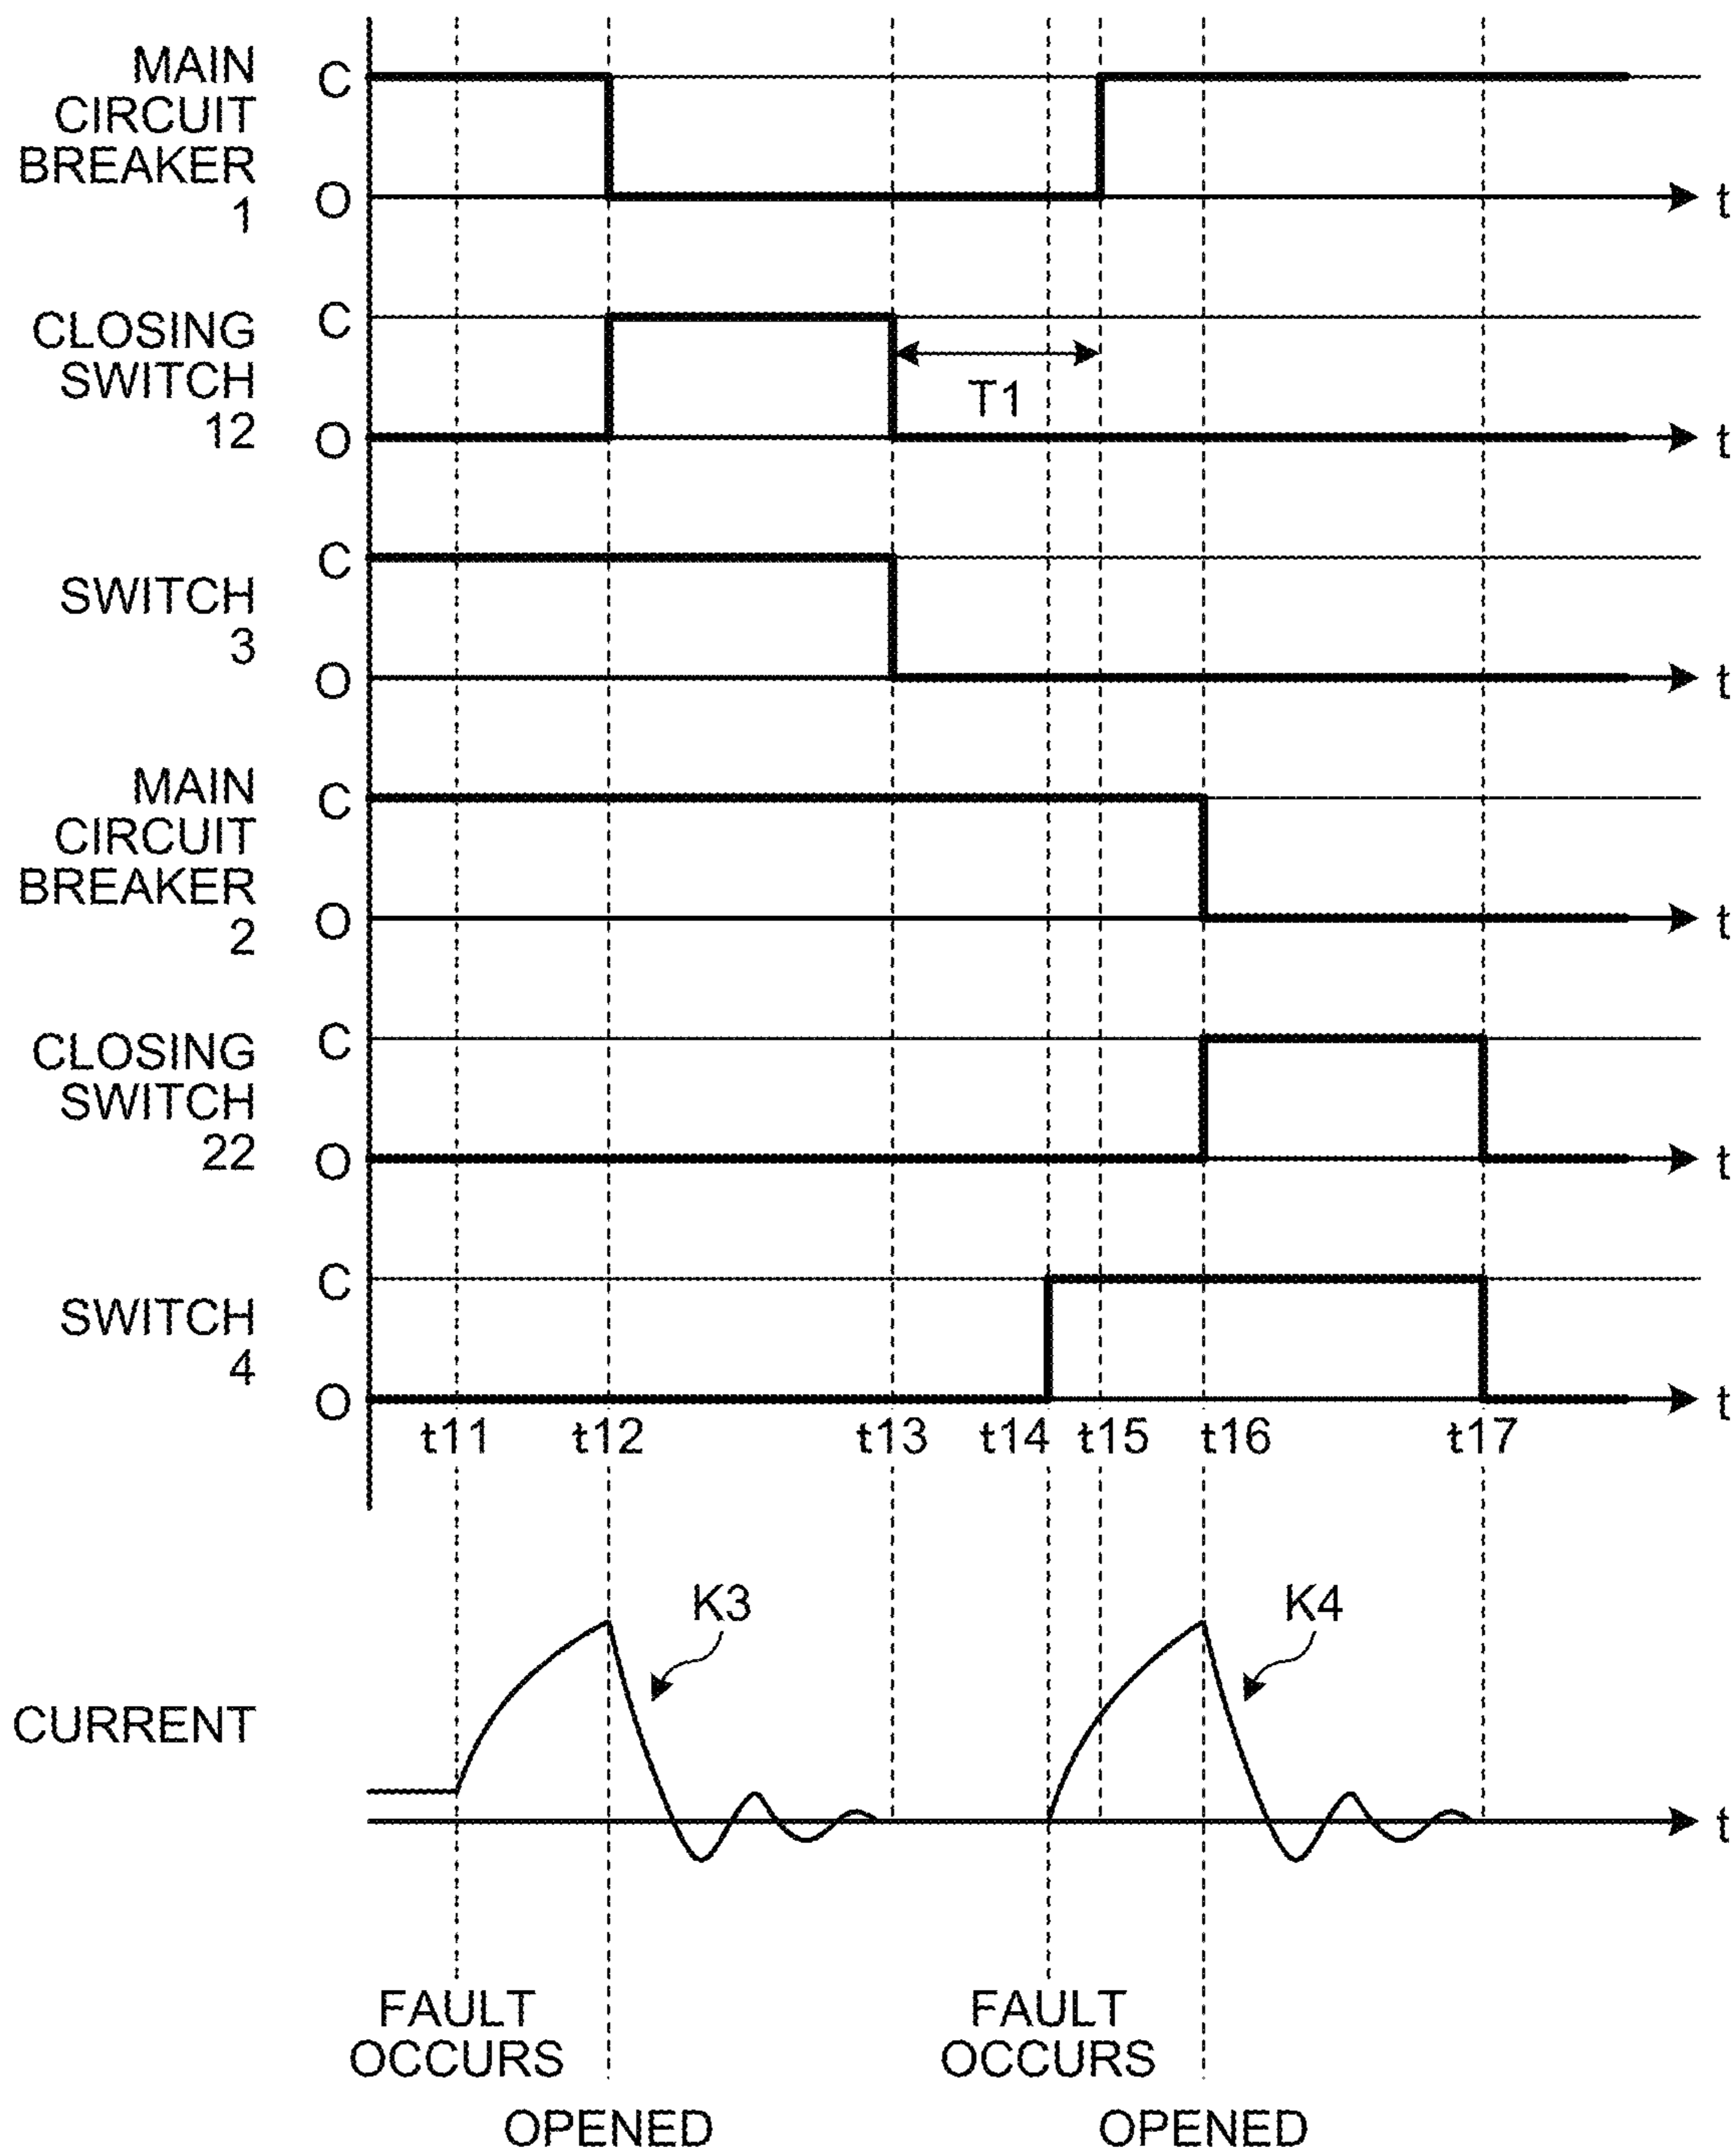 MAIN
CIRCUIT
BREAKER
1
C
O
t
CLOSING
SWITCH
12
C
O
T1
t
SWITCH
3
C
O
t
MAIN
CIRCUIT
BREAKER
2
C
O
t
CLOSING
SWITCH
22
C
O
t
SWITCH
4
C
O
t
t11 t12 t13 t14 t15 t16 t17
K3
K4
CURRENT
t
FAULT
OCCURS
OPENED
FAULT
OCCURS
OPENED